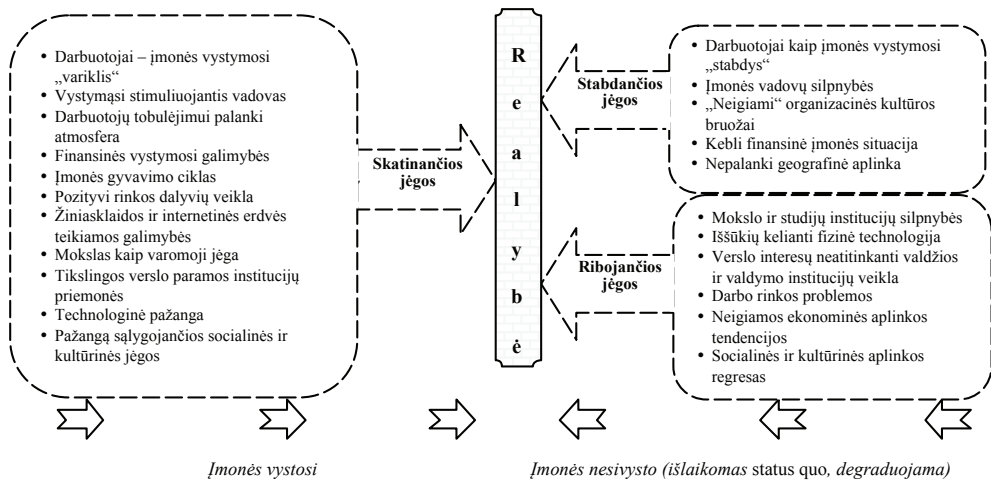 • Darbuotojai – įmonės vystymosi
„variklis“
• Vystymąsi stimuliuojantis vadovas
• Darbuotojų tobulėjimui palanki
atmosfera
• Finansinės vystymosi galimybės
• Įmonės gyvavimo ciklas
• Pozityvi rinkos dalyvių veikla
• Žiniasklaidos ir internetinės erdvės
teikiamos galimybės
• Mokslas kaip varomoji jėga
• Tikslingos verslo paramos institucijų
priemonės
• Technologinė pažanga
• Pažangą sąlygojančios socialinės ir
kultūrinės jėgos
Skatinančios
jėgos
R
e
a
l
y
b
ė
Stabdančios
jėgos
• Darbuotojai kaip įmonės vystymosi
„stabdys“
• Įmonės vadovų silpnybės
• „Neigiami“ organizacinės kultūros
bruožai
• Kebli finansinė įmonės situacija
• Nepalanki geografinė aplinka
Ribojančios
jėgos
• Mokslo ir studijų institucijų silpnybės
• Iššūkių kelianti fizinė technologija
• Verslo interesų neatitinkanti valdžios
ir valdymo institucijų veikla
• Darbo rinkos problemos
• Neigiamos ekonominės aplinkos
tendencijos
• Socialinės ir kultūrinės aplinkos
regresas
Įmonės vystosi
Įmonės nesivysto (išlaikomas status quo, degraduojama)